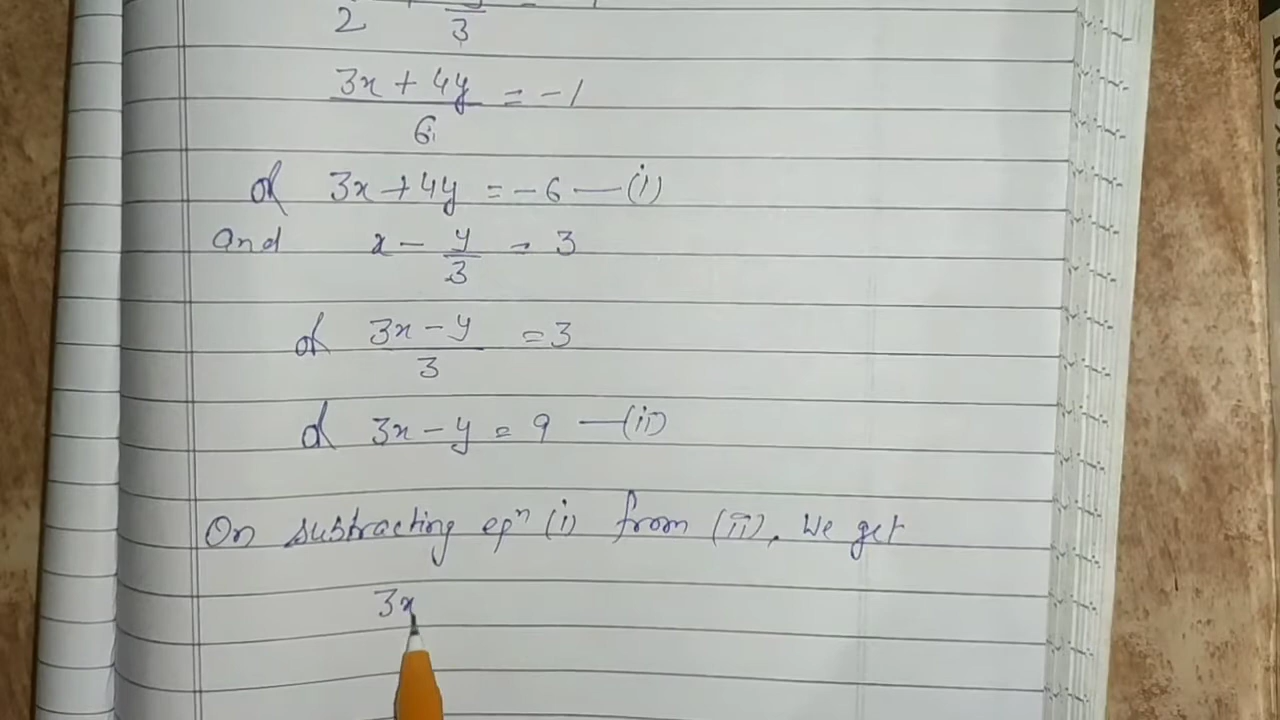 2 3
3x + 4y = -1
6
or 3x + 4y = -6 — (i)
and x - y = 3
3
or 3x - y = 3
3
or 3x - y = 9 — (ii)
On subtracting eqⁿ (i) from (ii), we get
3x